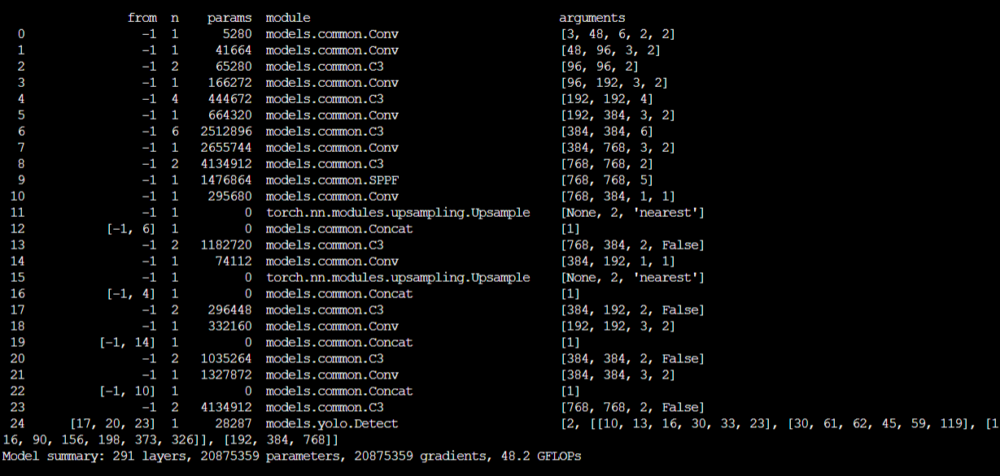 from n params module arguments
0 -1 1 5280 models.common.Conv [3, 48, 6, 2, 2]
1 -1 1 41664 models.common.Conv [48, 96, 3, 2]
2 -1 2 65280 models.common.C3 [96, 96, 2]
3 -1 1 166272 models.common.Conv [96, 192, 3, 2]
4 -1 4 444672 models.common.C3 [192, 192, 4]
5 -1 1 664320 models.common.Conv [192, 384, 3, 2]
6 -1 6 2512896 models.common.C3 [384, 384, 6]
7 -1 1 2655744 models.common.Conv [384, 768, 3, 2]
8 -1 2 4134912 models.common.C3 [768, 768, 2]
9 -1 1 1476864 models.common.SPPF [768, 768, 5]
10 -1 1 295680 models.common.Conv [768, 384, 1, 1]
11 -1 1 0 torch.nn.modules.upsampling.Upsample [None, 2, 'nearest']
12 [-1, 6] 1 0 models.common.Concat [1]
13 -1 2 1182720 models.common.C3 [768, 384, 2, False]
14 -1 1 74112 models.common.Conv [384, 192, 1, 1]
15 -1 1 0 torch.nn.modules.upsampling.Upsample [None, 2, 'nearest']
16 [-1, 4] 1 0 models.common.Concat [1]
17 -1 2 296448 models.common.C3 [384, 192, 2, False]
18 -1 1 332160 models.common.Conv [192, 192, 3, 2]
19 [-1, 14] 1 0 models.common.Concat [1]
20 -1 2 1035264 models.common.C3 [384, 384, 2, False]
21 -1 1 1327872 models.common.Conv [384, 384, 3, 2]
22 [-1, 10] 1 0 models.common.Concat [1]
23 -1 2 4134912 models.common.C3 [768, 768, 2, False]
24 [17, 20, 23] 1 28287 models.yolo.Detect [2, [[10, 13, 16, 30, 33, 23], [30, 61, 62, 45, 59, 119], [1
16, 90, 156, 198, 373, 326]], [192, 384, 768]]
Model summary: 291 layers, 20875359 parameters, 20875359 gradients, 48.2 GFLOPs